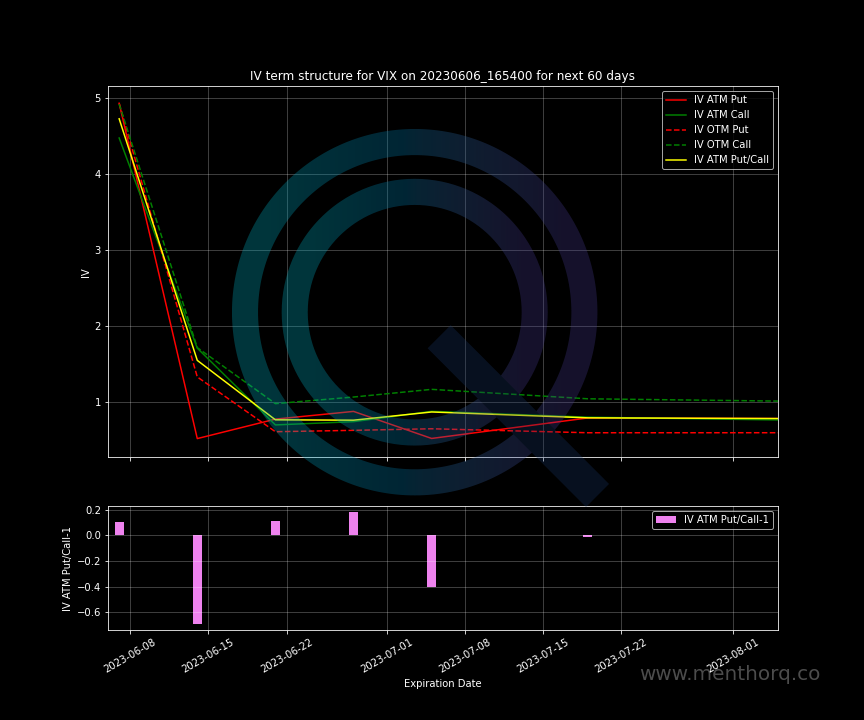 IV term structure for VIX on 20230606_165400 for next 60 days
IV ATM Put
IV ATM Call
IV OTM Put
IV OTM Call
IV ATM Put/Call
5
4
3
2
1
IV
IV ATM Put/Call-1
0.2
0.0
−0.2
−0.4
−0.6
IV ATM Put/Call-1
2023-06-08
2023-06-15
2023-06-22
2023-07-01
2023-07-08
2023-07-15
2023-07-22
2023-08-01
Expiration Date
www.menthorq.co